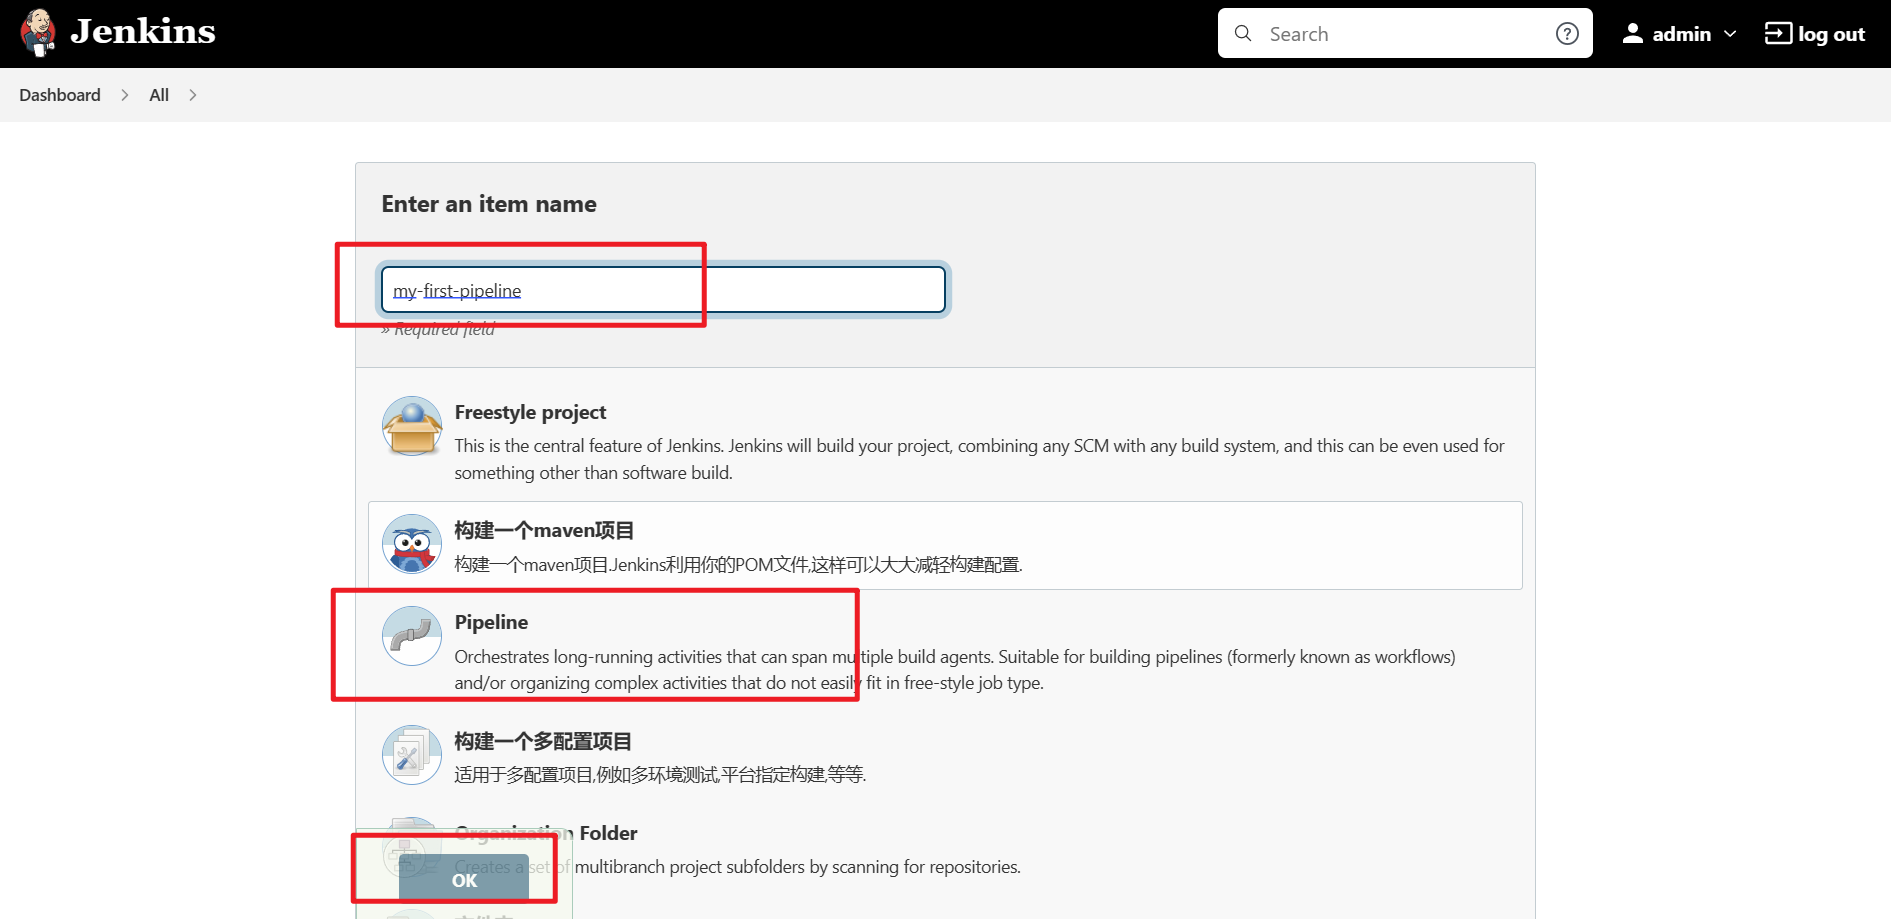 Jenkins
Search
admin
log out
Dashboard
All
Enter an item name
my-first-pipeline
» Required field
Freestyle project
This is the central feature of Jenkins. Jenkins will build your project, combining any SCM with any build system, and this can be even used for
something other than software build.
构建一个maven项目
构建一个maven项目.Jenkins利用你的POM文件,这样可以大大减轻构建配置.
Pipeline
Orchestrates long-running activities that can span multiple build agents. Suitable for building pipelines (formerly known as workflows)
and/or organizing complex activities that do not easily fit in free-style job type.
构建一个多配置项目
适用于多配置项目,例如多环境测试,平台指定构建,等等.
Organization Folder
Creates a set of multibranch project subfolders by scanning for repositories.
OK